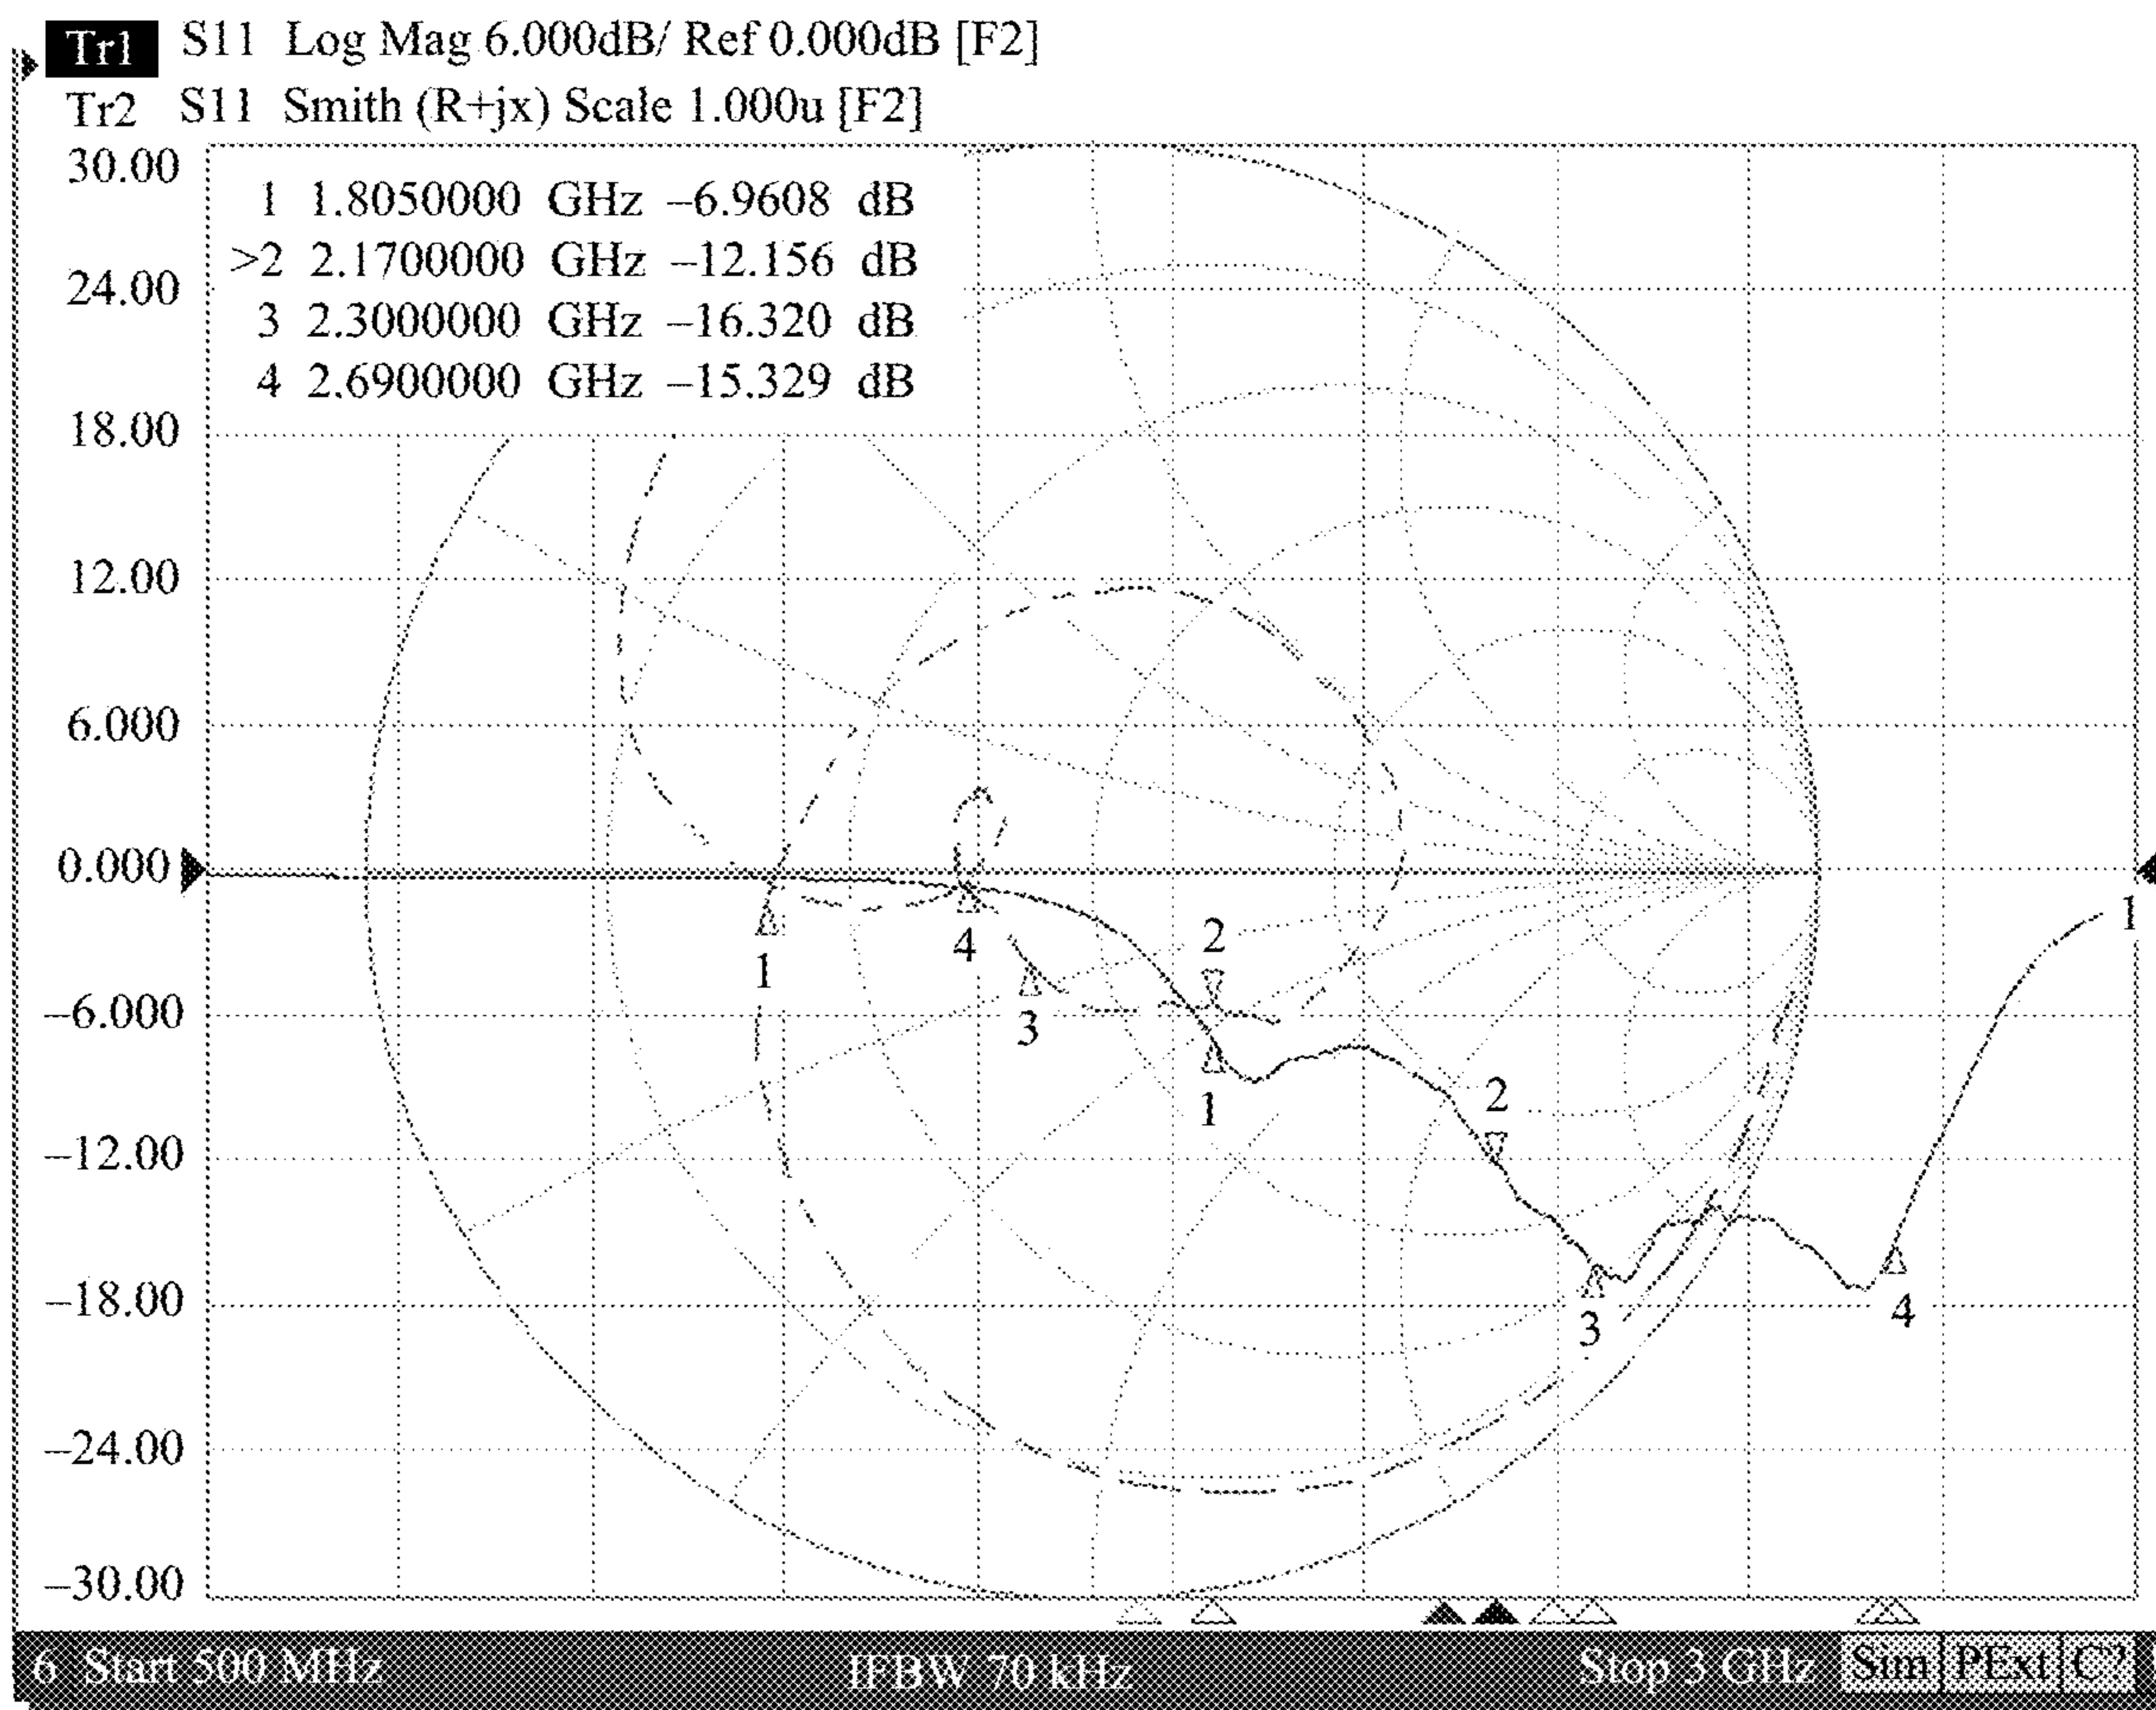 Tr1 S11 Log Mag 6.000dB/ Ref 0.000dB [F2]
Tr2 S11 Smith (R+jx) Scale 1.000u [F2]
30.00
24.00
18.00
12.00
6.000
0.000
–6.000
–12.00
–18.00
–24.00
–30.00
1 1.8050000 GHz –6.9608 dB
>2 2.1700000 GHz –12.156 dB
3 2.3000000 GHz –16.320 dB
4 2.6900000 GHz –15.329 dB
1
4
3
2
1
2
3
4
1
6 Start 500 MHz IFBW 70 kHz Stop 3 GHz Sim PExt C?